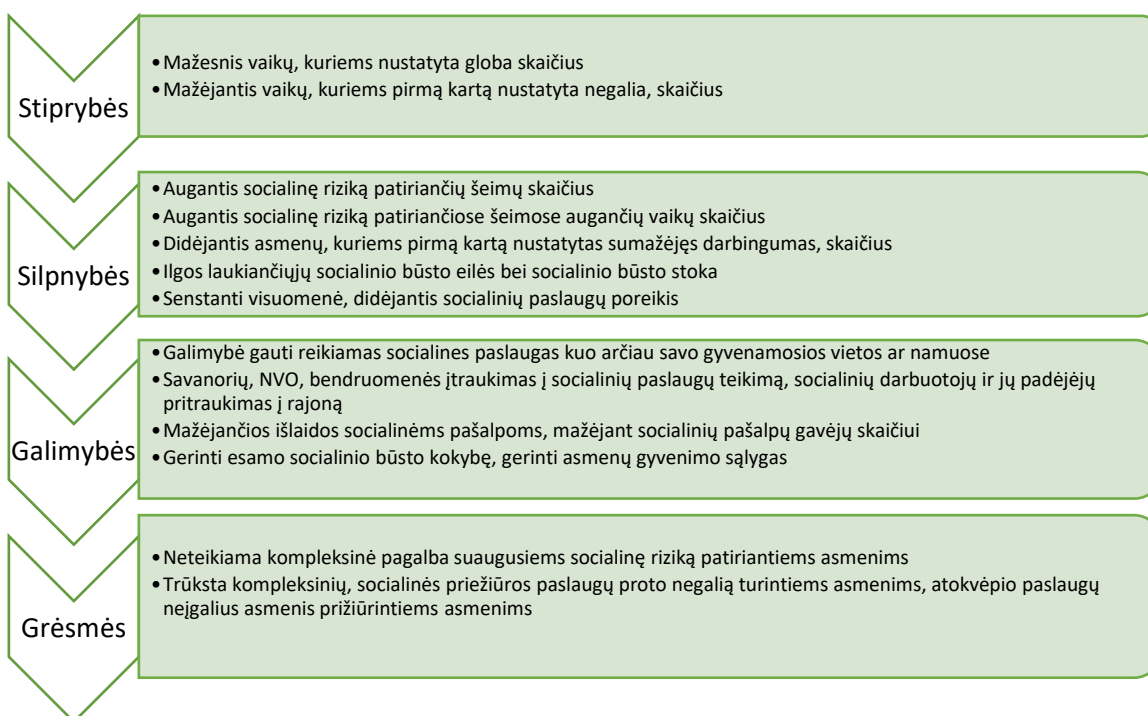 Stiprybės
•Mažesnis vaikų, kuriems nustatyta globa skaičius
•Mažėjantis vaikų, kuriems pirmą kartą nustatyta negalia, skaičius
Silpnybės
•Augantis socialinę riziką patiriančių šeimų skaičius
•Augantis socialinę riziką patiriančiose šeimose augančių vaikų skaičius
•Didėjantis asmenų, kuriems pirmą kartą nustatytas sumažėjęs darbingumas, skaičius
•Ilgos laukiančiųjų socialinio būsto eilės bei socialinio būsto stoka
•Senstanti visuomenė, didėjantis socialinių paslaugų poreikis
Galimybės
•Galimybė gauti reikiamas socialines paslaugas kuo arčiau savo gyvenamosios vietos ar namuose
•Savanorių, NVO, bendruomenės įtraukimas į socialinių paslaugų teikimą, socialinių darbuotojų ir jų padėjėjų
pritraukimas į rajoną
•Mažėjančios išlaidos socialinėms pašalpoms, mažėjant socialinių pašalpų gavėjų skaičiui
•Gerinti esamo socialinio būsto kokybę, gerinti asmenų gyvenimo sąlygas
Grėsmės
•Neteikiama kompleksinė pagalba suaugusiems socialinę riziką patiriantiems asmenims
•Trūksta kompleksinių, socialinės priežiūros paslaugų proto negalią turintiems asmenims, atokvėpio paslaugų
neįgalius asmenis prižiūrintiems asmenims